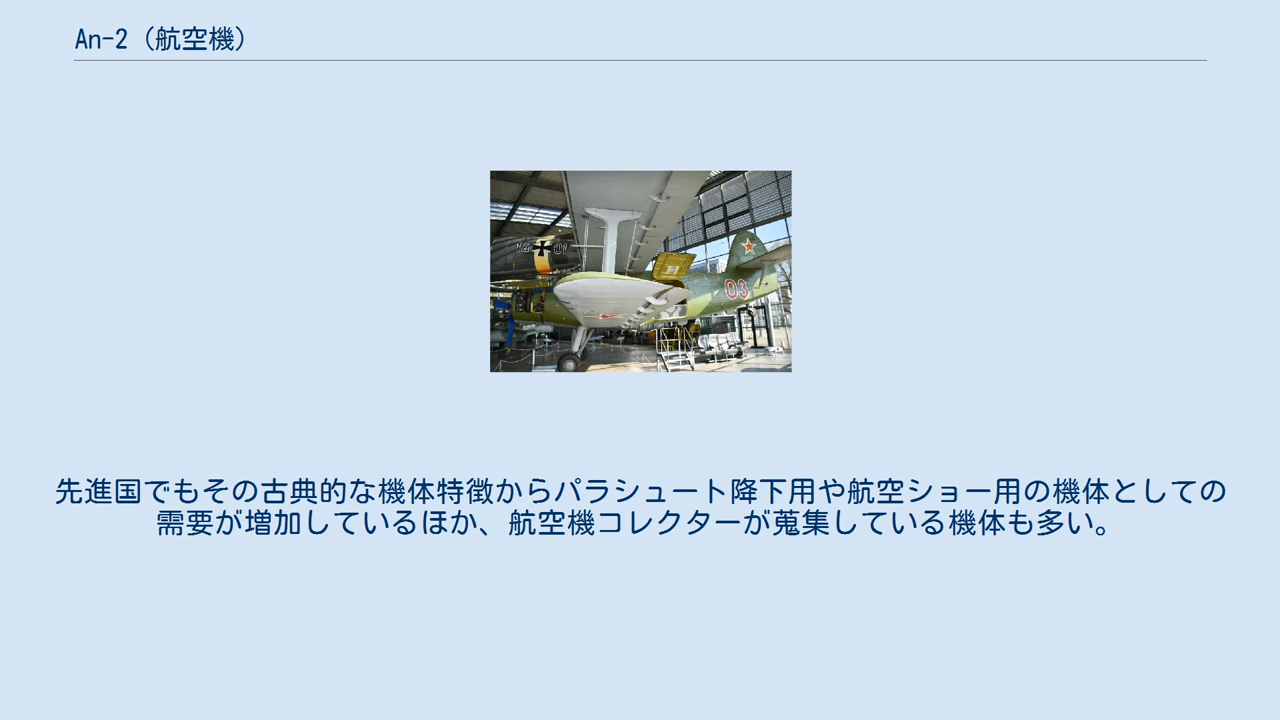 An-2（航空機）
03
先進国でもその古典的な機体特徴からパラシュート降下用や航空ショー用の機体としての
需要が増加しているほか、航空機コレクターが蒐集している機体も多い。